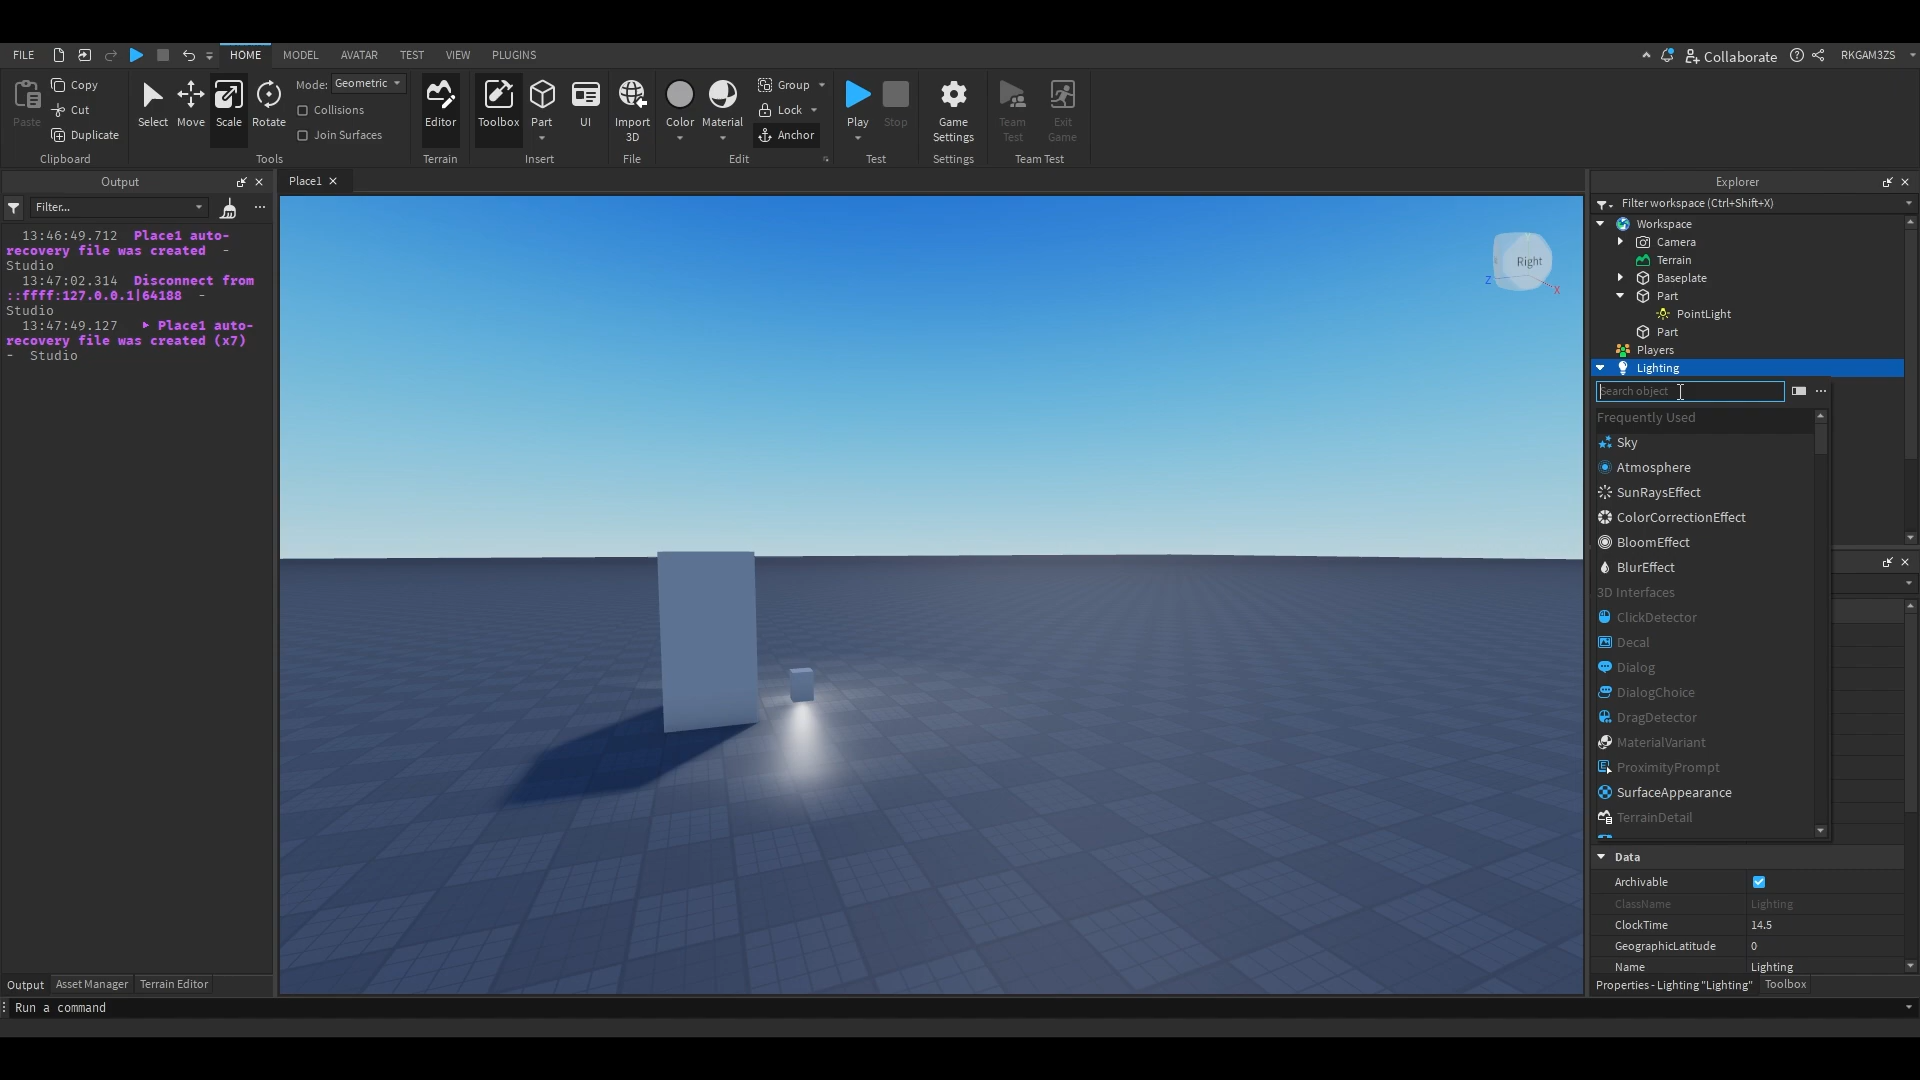 FILE
HOME
MODEL
AVATAR
TEST
VIEW
PLUGINS
Collaborate
RKGAM3ZS
Paste
Copy
Cut
Duplicate
Clipboard
Select
Move
Scale
Rotate
Mode: Geometric
Collisions
Join Surfaces
Tools
Editor
Terrain
Toolbox
Part
UI
Insert
Import
3D
File
Color
Material
Group
Lock
Anchor
Edit
Play
Stop
Test
Game
Settings
Settings
Team
Test
Exit
Game
Team Test
Output
Filter...
13:46:49.712 Place1 auto-
recovery file was created -
Studio
13:47:02.314 Disconnect from
::ffff:127.0.0.1|64188 -
Studio
13:47:49.127 Place1 auto-
recovery file was created (x7)
- Studio
Place1
Right
Z
X
Explorer
Filter workspace (Ctrl+Shift+X)
Workspace
Camera
Terrain
Baseplate
Part
PointLight
Part
Players
Lighting
Search object
Frequently Used
Sky
Atmosphere
SunRaysEffect
ColorCorrectionEffect
BloomEffect
BlurEffect
3D Interfaces
ClickDetector
Decal
Dialog
DialogChoice
DragDetector
MaterialVariant
ProximityPrompt
SurfaceAppearance
TerrainDetail
Data
Archivable
ClassName Lighting
ClockTime 14.5
GeographicLatitude 0
Name Lighting
Properties - Lighting "Lighting"
Toolbox
Output
Asset Manager
Terrain Editor
Run a command